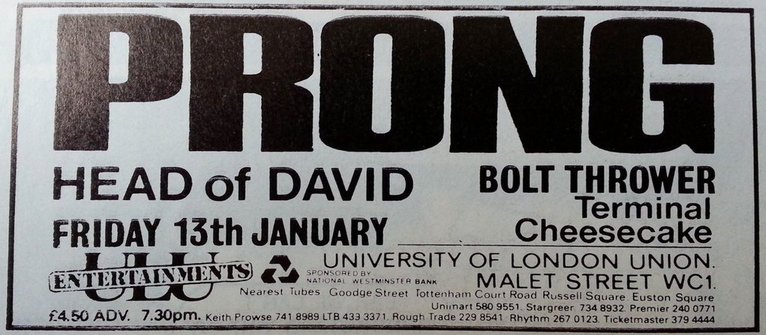 PRONG
HEAD of DAVID
BOLT THROWER
Terminal
Cheesecake
FRIDAY 13th JANUARY
ULU
ENTERTAINMENTS
SPONSORED BY
NATIONAL WESTMINSTER BANK
UNIVERSITY OF LONDON UNION.
MALET STREET WC1.
Nearest Tubes Goodge Street Tottenham Court Road Russell Square Euston Square
Unimart 580 9551. Stargreer 734 8932. Premier 240 0771
£4.50 ADV. 7.30pm. Keith Prowse 741 8989 LTB 439 3371. Rough Trade 229 8541 Rhythm 267 0123. Ticketmaster 379 4444